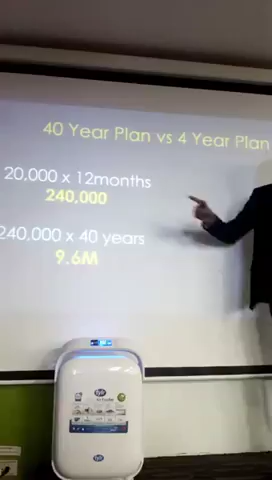 40 Year Plan vs 4 Year Plan
20,000 x 12months
240,000
240,000 x 40 years
9.6M